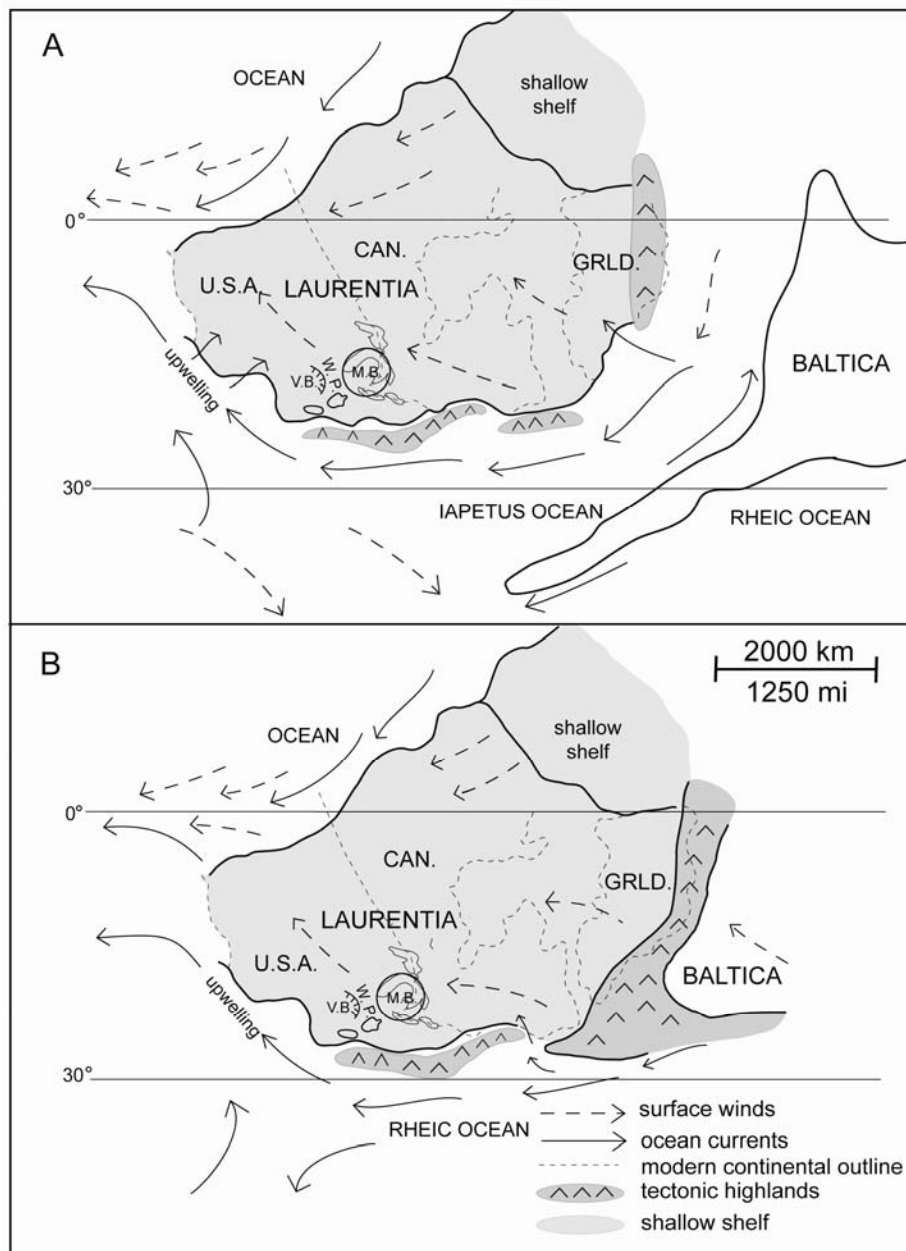 A
OCEAN
shallow
shelf
0°
CAN.
GRLD.
U.S.A.
LAURENTIA
BALTICA
upwelling
V.B.
W.P.
M.B.
30°
IAPETUS OCEAN
RHEIC OCEAN
B
2000 km
1250 mi
OCEAN
shallow
shelf
0°
CAN.
GRLD.
LAURENTIA
U.S.A.
BALTICA
upwelling
V.B.
W.P.
M.B.
30°
RHEIC OCEAN
surface winds
ocean currents
modern continental outline
tectonic highlands
shallow shelf